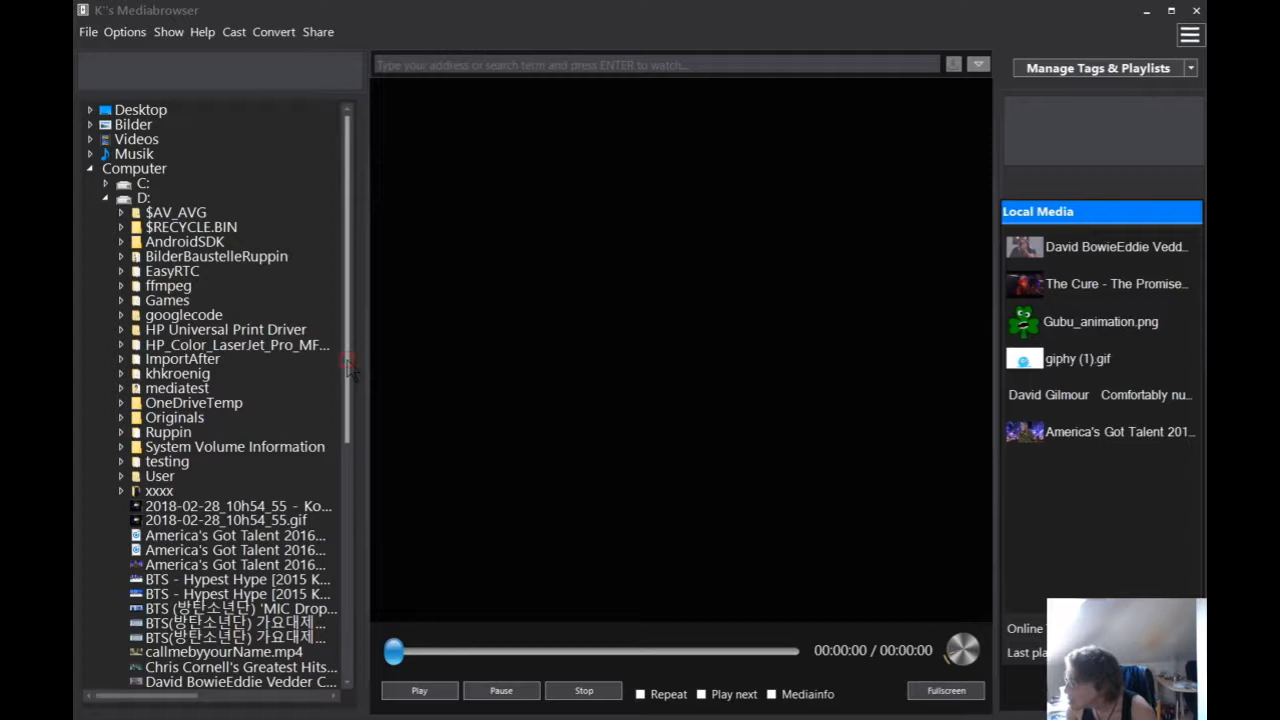 K''s Mediabrowser
File Options Show Help Cast Convert Share
Type your address or search term and press ENTER to watch...
Manage Tags & Playlists
Desktop
Bilder
Videos
Musik
Computer
C:
D:
$AV_AVG
$RECYCLE.BIN
AndroidSDK
BilderBaustelleRuppin
EasyRTC
ffmpeg
Games
googlecode
HP Universal Print Driver
HP_Color_LaserJet_Pro_MF...
ImportAfter
khkroenig
mediatest
OneDriveTemp
Originals
Ruppin
System Volume Information
testing
User
xxxx
2018-02-28_10h54_55 - Ko...
2018-02-28_10h54_55.gif
America's Got Talent 2016...
America's Got Talent 2016...
America's Got Talent 2016...
BTS - Hypest Hype [2015 K...
BTS - Hypest Hype [2015 K...
BTS (방탄소년단) 'MIC Drop...
BTS(방탄소년단) 가요대제...
BTS(방탄소년단) 가요대제...
callmebyyourName.mp4
Chris Cornell's Greatest Hits...
David BowieEddie Vedder C...
00:00:00 / 00:00:00
Play
Pause
Stop
Repeat
Play next
Mediainfo
Fullscreen
Local Media
David BowieEddie Vedd..
The Cure - The Promise..
Gubu_animation.png
giphy (1).gif
David Gilmour Comfortably nu...
America's Got Talent 201...
Online
Last pla